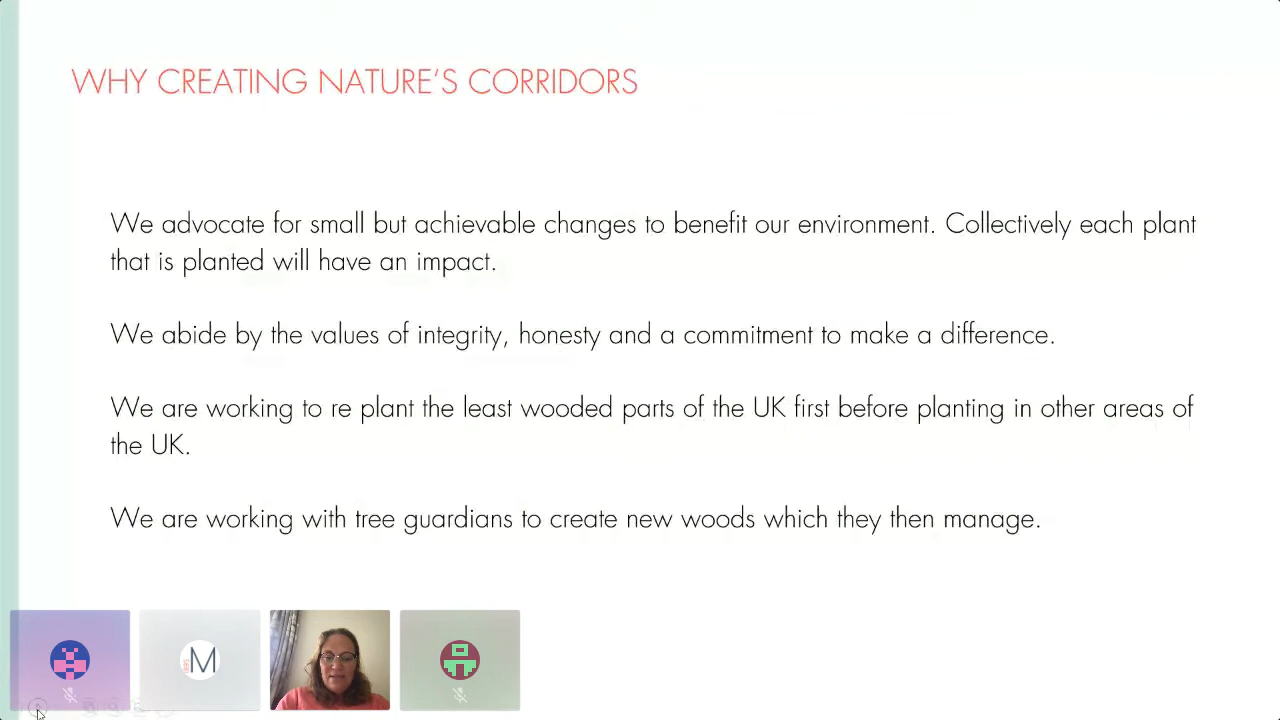 WHY CREATING NATURE'S CORRIDORS
We advocate for small but achievable changes to benefit our environment. Collectively each plant
that is planted will have an impact.
We abide by the values of integrity, honesty and a commitment to make a difference.
We are working to re plant the least wooded parts of the UK first before planting in other areas of
the UK.
We are working with tree guardians to create new woods which they then manage.
M